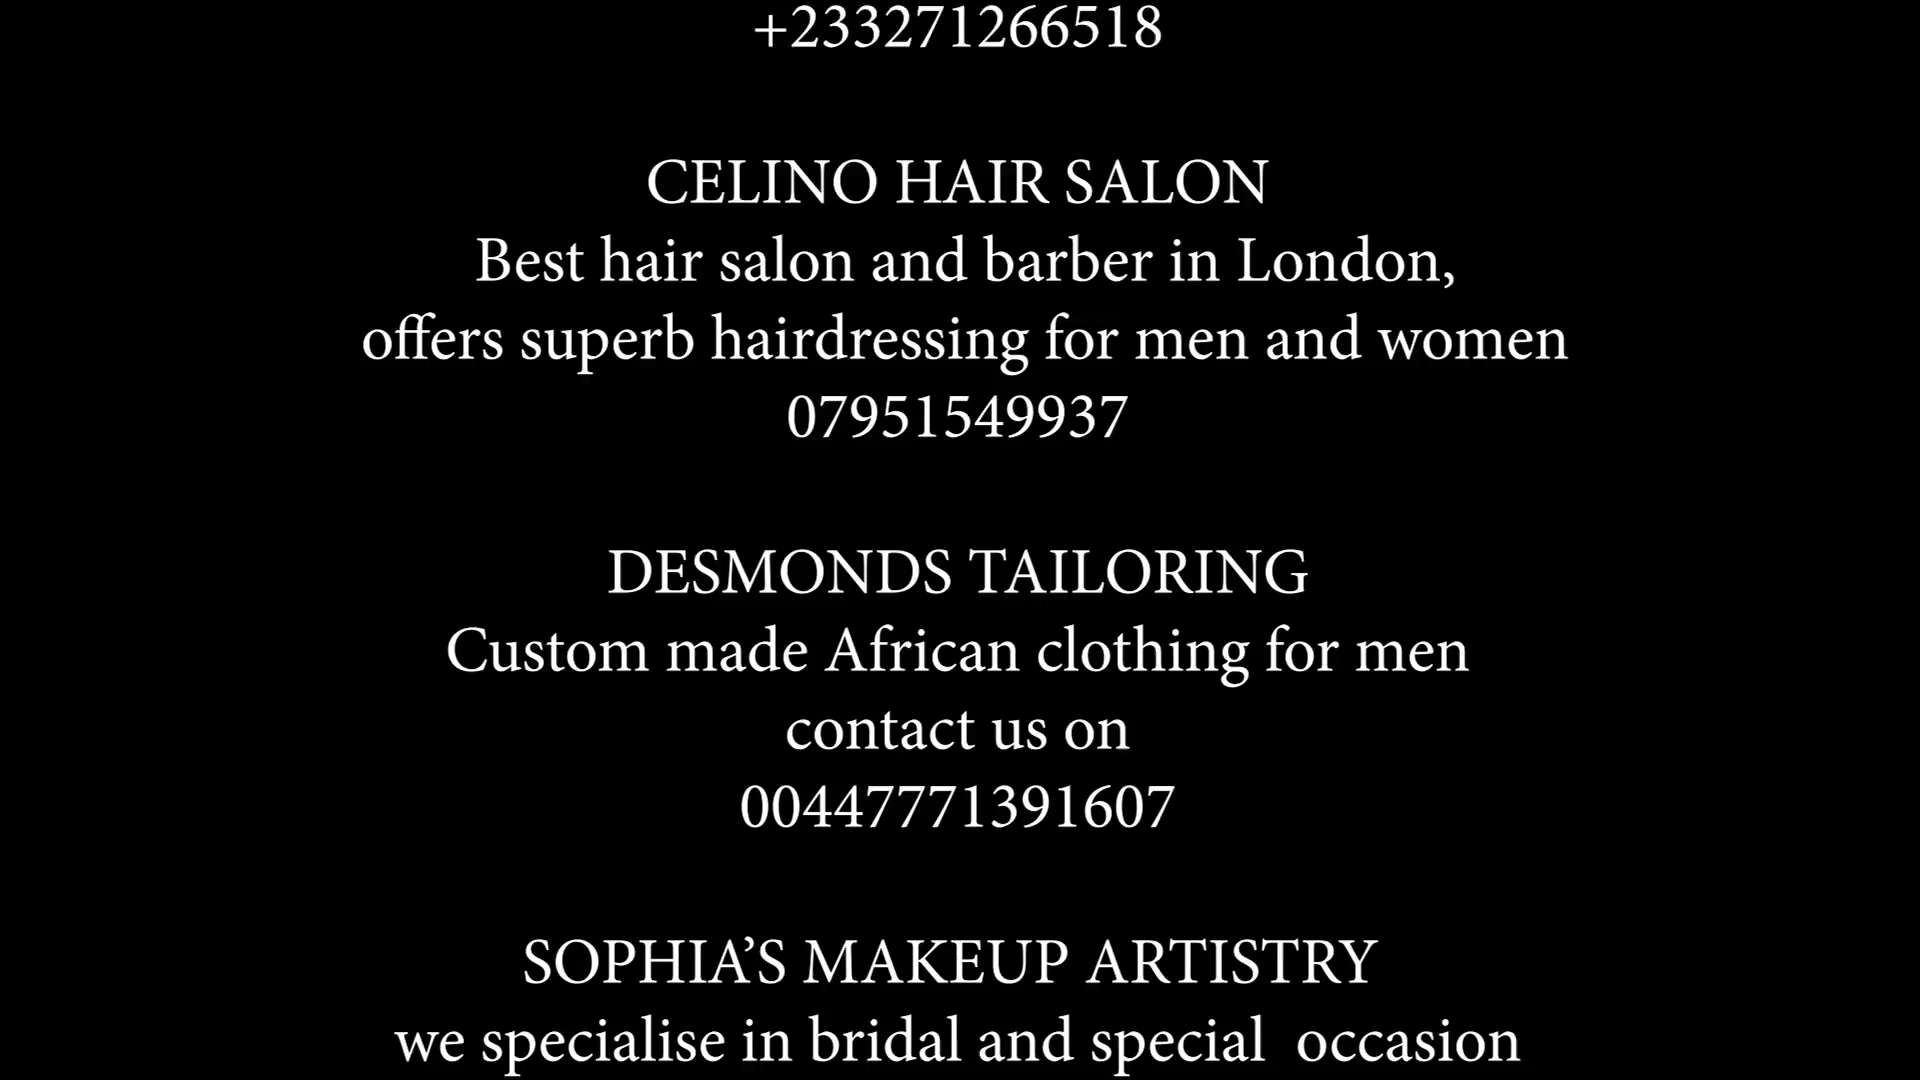 +233271266518
CELINO HAIR SALON
Best hair salon and barber in London,
offers superb hairdressing for men and women
07951549937
DESMONDS TAILORING
Custom made African clothing for men
contact us on
00447771391607
SOPHIA’S MAKEUP ARTISTRY
we specialise in bridal and special  occasion